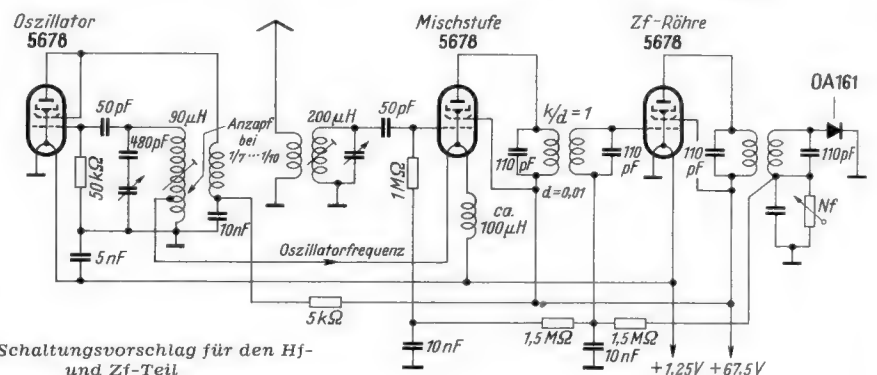 Oszillator
5678
Mischstufe
5678
Zf-Röhre
5678
OA161
50pF
90µH
Anzapf
bei
1/7...1/10
200µH
50pF
k/d = 1
480pF
50kΩ
1MΩ
110
pF
110
pF
110
pF
110pF
d=0,01
ca.
100µH
10nF
Nf
5nF
Oszillatorfrequenz
5kΩ
1,5MΩ
1,5MΩ
10nF
10nF
+1,25V +67,5V
Schaltungsvorschlag für den Hf-
und Zf-Teil